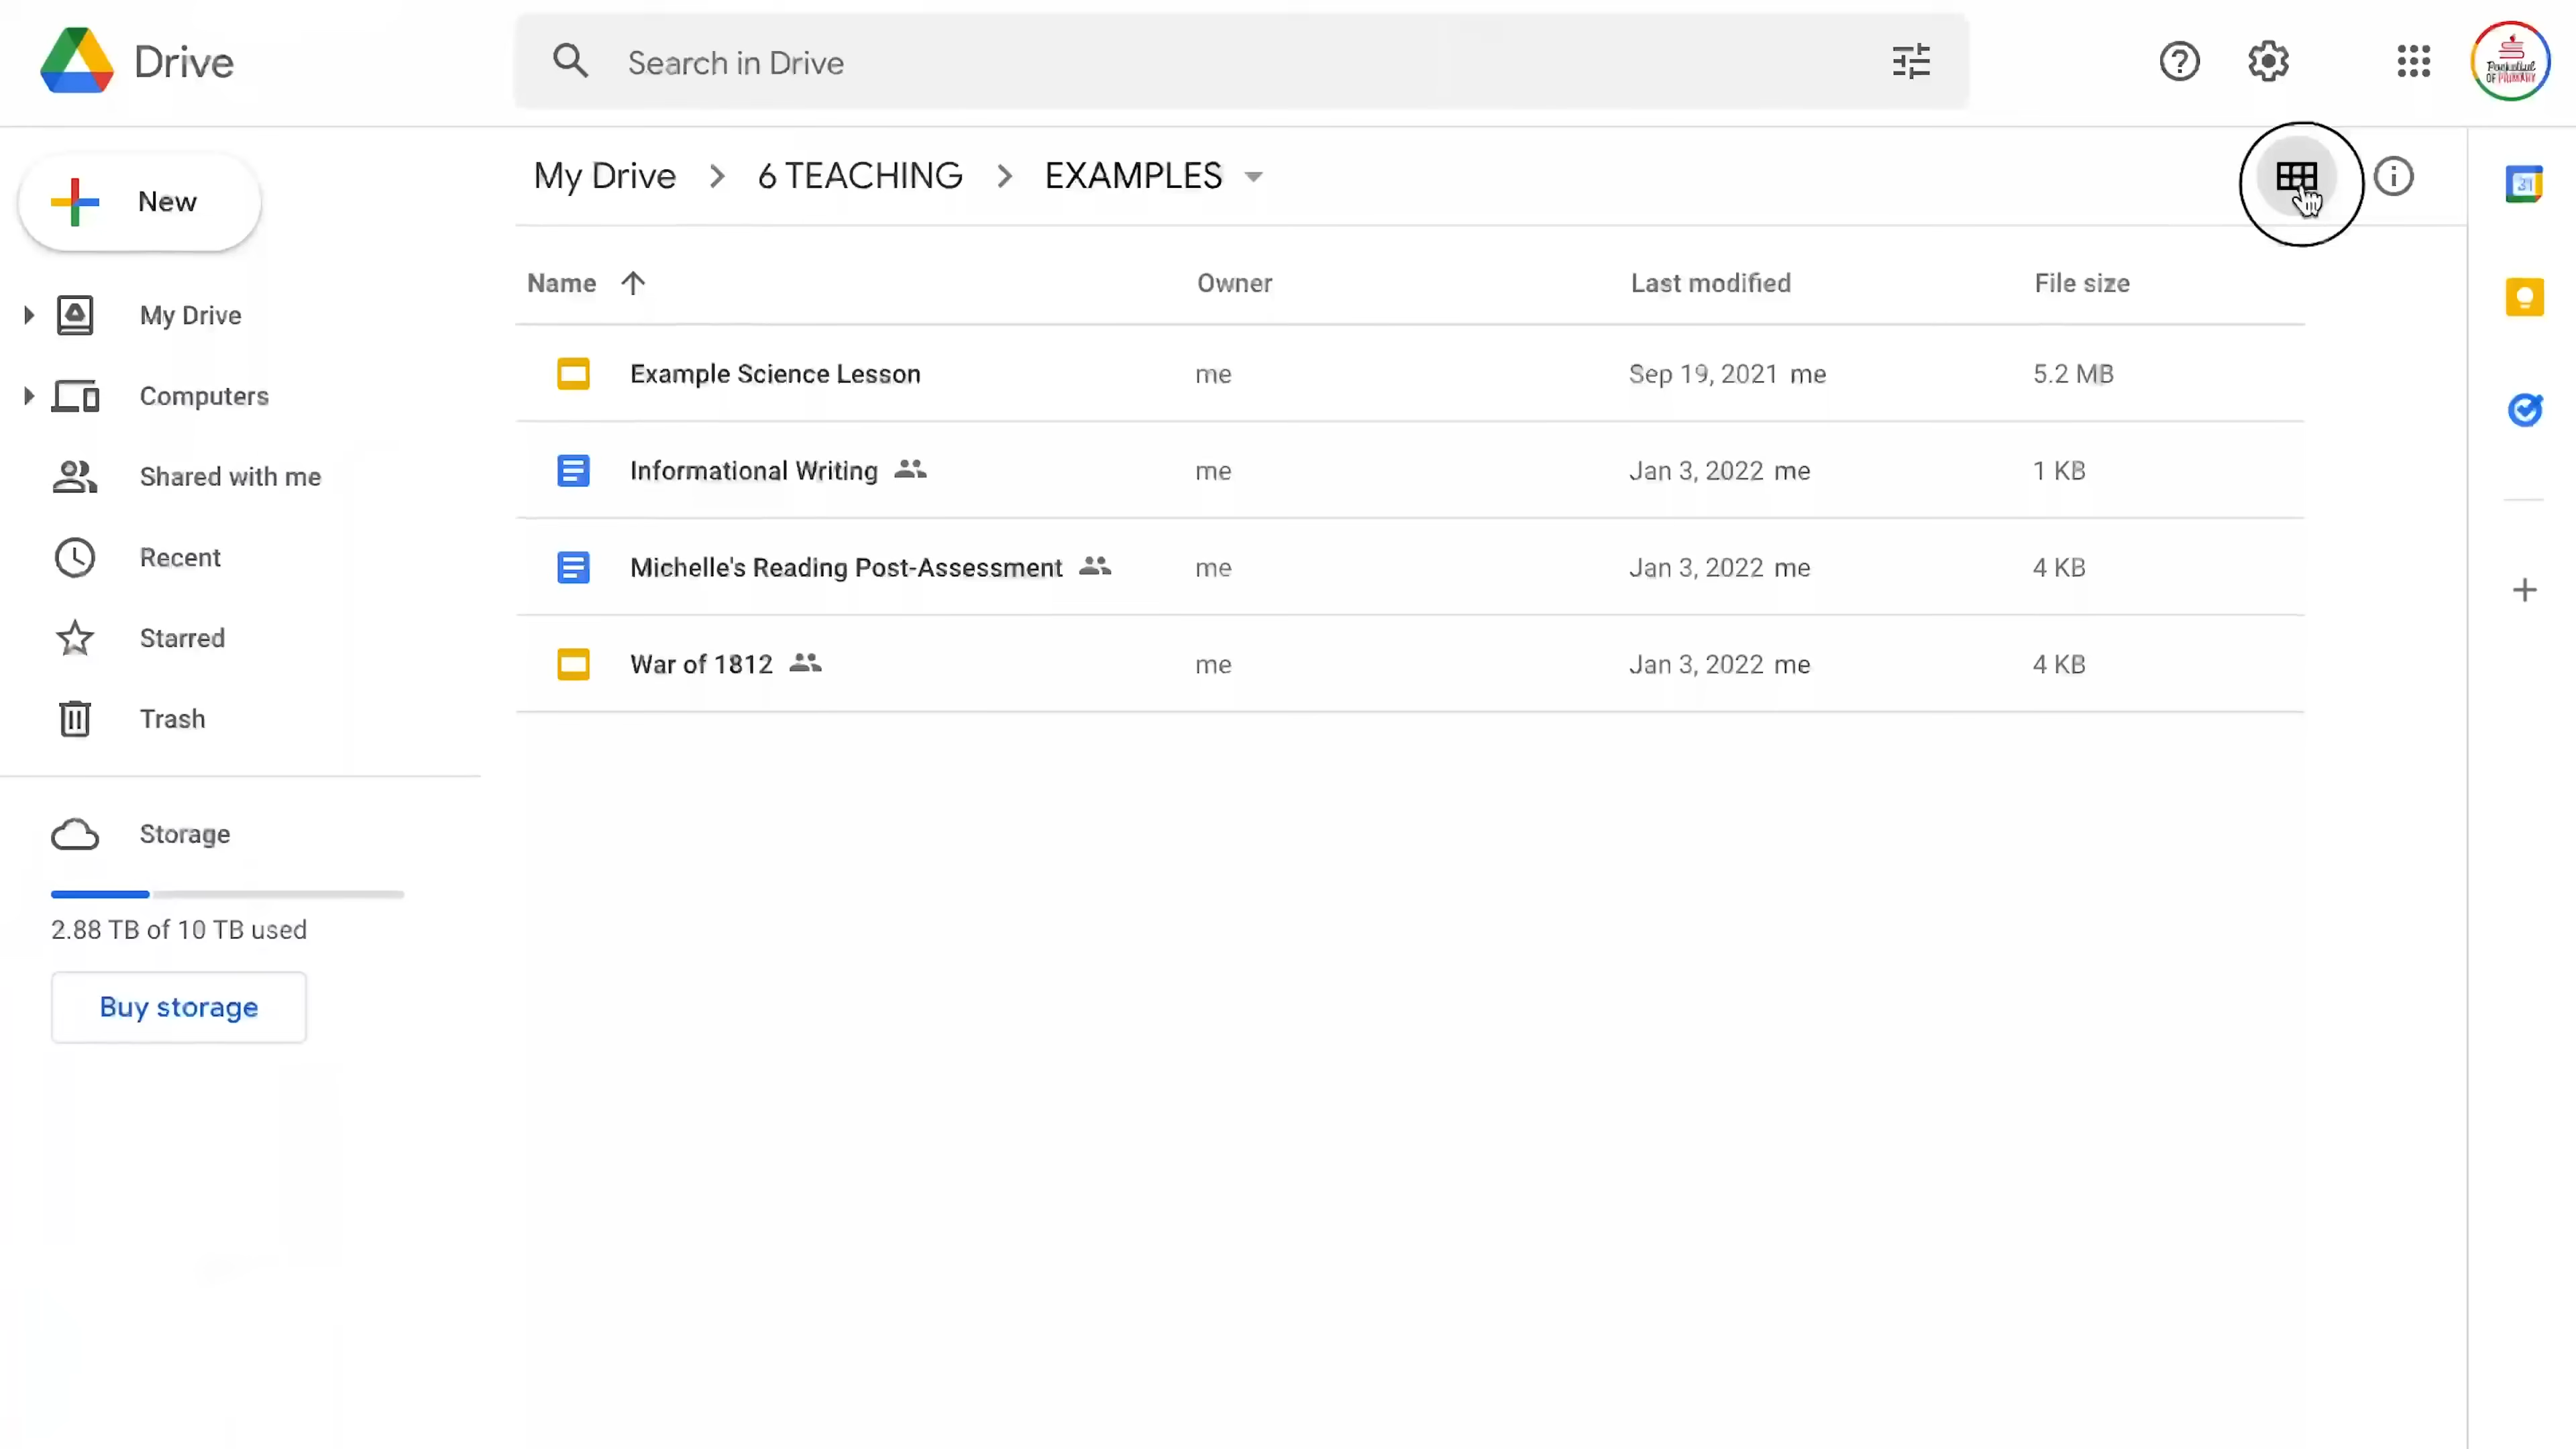 Drive
Search in Drive
New
My Drive
Computers
Shared with me
Recent
Starred
Trash
Storage
2.88 TB of 10 TB used
Buy storage
My Drive 6 TEACHING EXAMPLES
Name Owner Last modified File size
Example Science Lesson me Sep 19, 2021 me 5.2 MB
Informational Writing me Jan 3, 2022 me 1 KB
Michelle's Reading Post-Assessment me Jan 3, 2022 me 4 KB
War of 1812 me Jan 3, 2022 me 4 KB
31